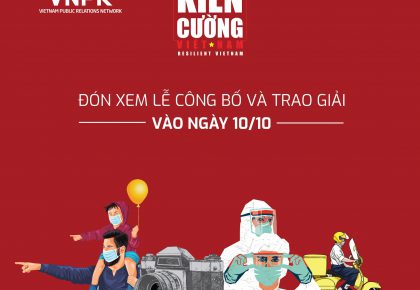 VNPR
VIETNAM PUBLIC RELATIONS NETWORK
KIÊN
CƯỜNG
VIỆT NAM
RESILIENT VIETNAM
ĐÓN XEM LỄ CÔNG BỐ VÀ TRAO GIẢI
VÀO NGÀY 10/10